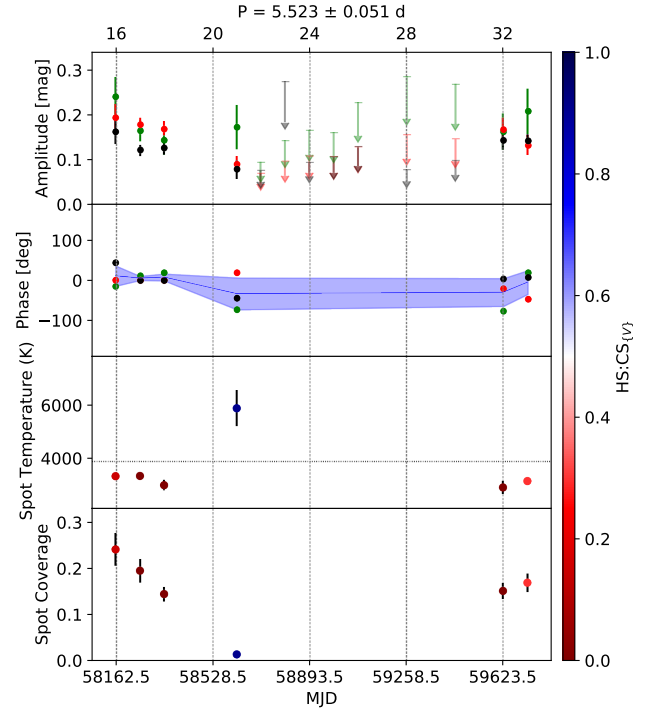 P = 5.523 ± 0.051 d
16 20 24 28 32
Amplitude [mag]
0.3
0.2
0.1
0.0
Phase [deg]
100
0
−100
Spot Temperature (K)
6000
4000
Spot Coverage
0.3
0.2
0.1
0.0
58162.5 58528.5 58893.5 59258.5 59623.5
MJD
1.0
0.8
0.6
0.4
0.2
0.0
HS:CS{V}